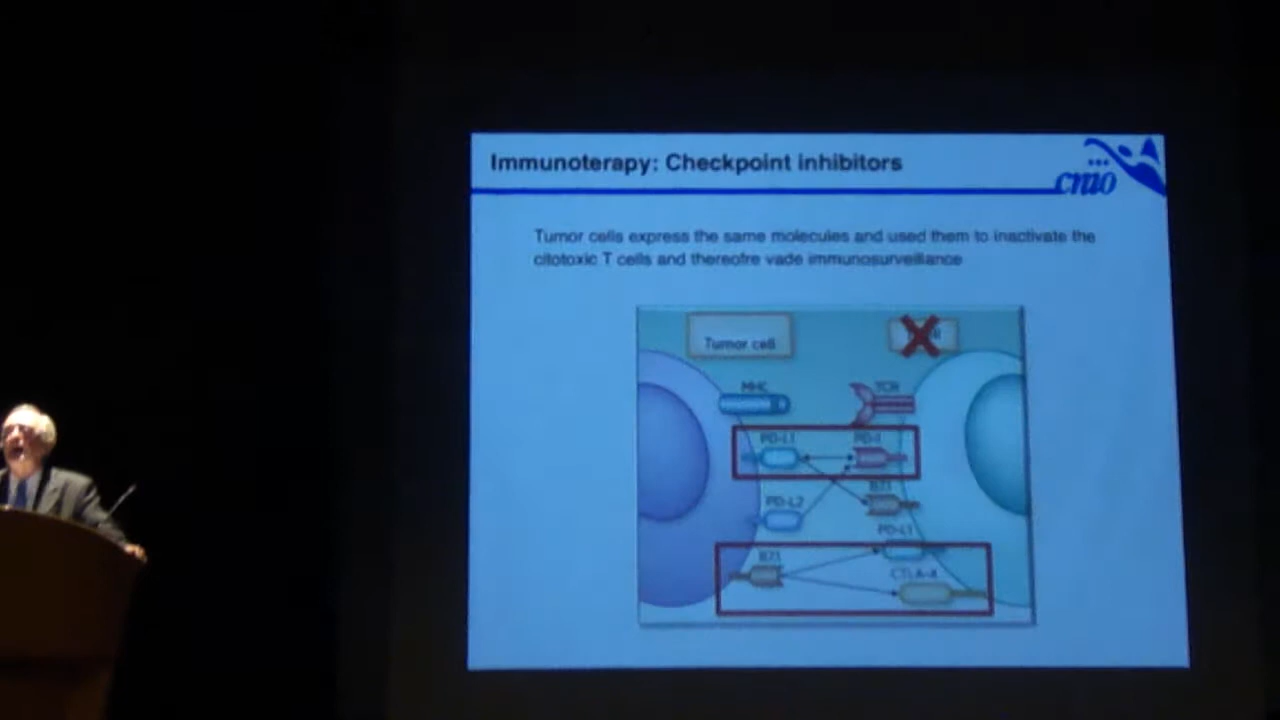 Immunoterapy: Checkpoint inhibitors
cnio
Tumor cells express the same molecules and used them to inactivate the
citotoxic T cells and thereofre vade immunosurveillance
Tumor cell
MHC
TCR
PD-L1
PD-1
B7.1
PD-L2
PD-L1
B7.1
CTLA-4